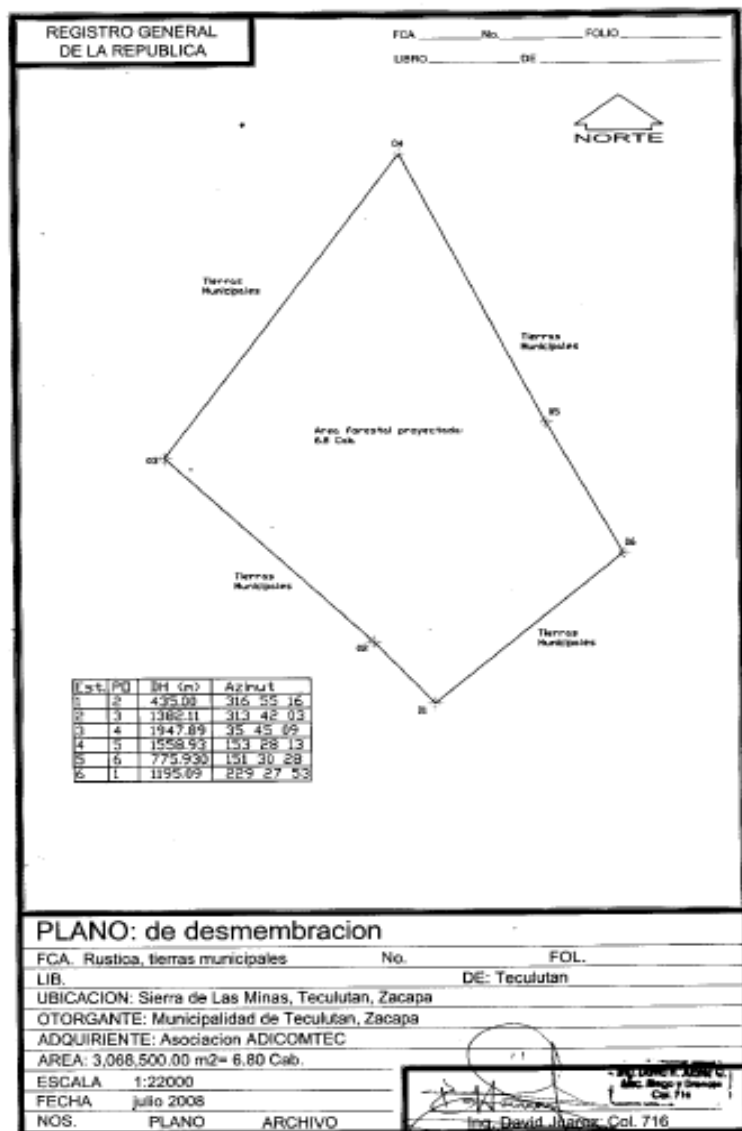 REGISTRO GENERAL
DE LA REPUBLICA
FCA. No. FOLIO
LIBRO DE
NORTE
04
Tierras
Municipales
Tierras
Municipales
05
Area forestal proyectada:
6.8 Cab.
03
06
Tierras
Municipales
Tierras
Municipales
02
01
Est. PO DH (m) Azimut
1 2 435.00 316 55 16
2 3 1382.11 313 42 03
3 4 1947.89 35 45 09
4 5 1558.93 153 28 13
5 6 775.930 151 30 28
6 1 1195.09 229 27 53
PLANO: de desmembracion
FCA. Rustica, tierras municipales No. FOL.
LIB. DE: Teculutan
UBICACION: Sierra de Las Minas, Teculutan, Zacapa
OTORGANTE: Municipalidad de Teculutan, Zacapa
ADQUIRIENTE: Asociacion ADICOMTEC
AREA: 3,068,500.00 m2= 6.80 Cab.
ESCALA 1:22000
FECHA julio 2008
NOS. PLANO ARCHIVO
Col. 716
Ing. David Juarez, Col. 716